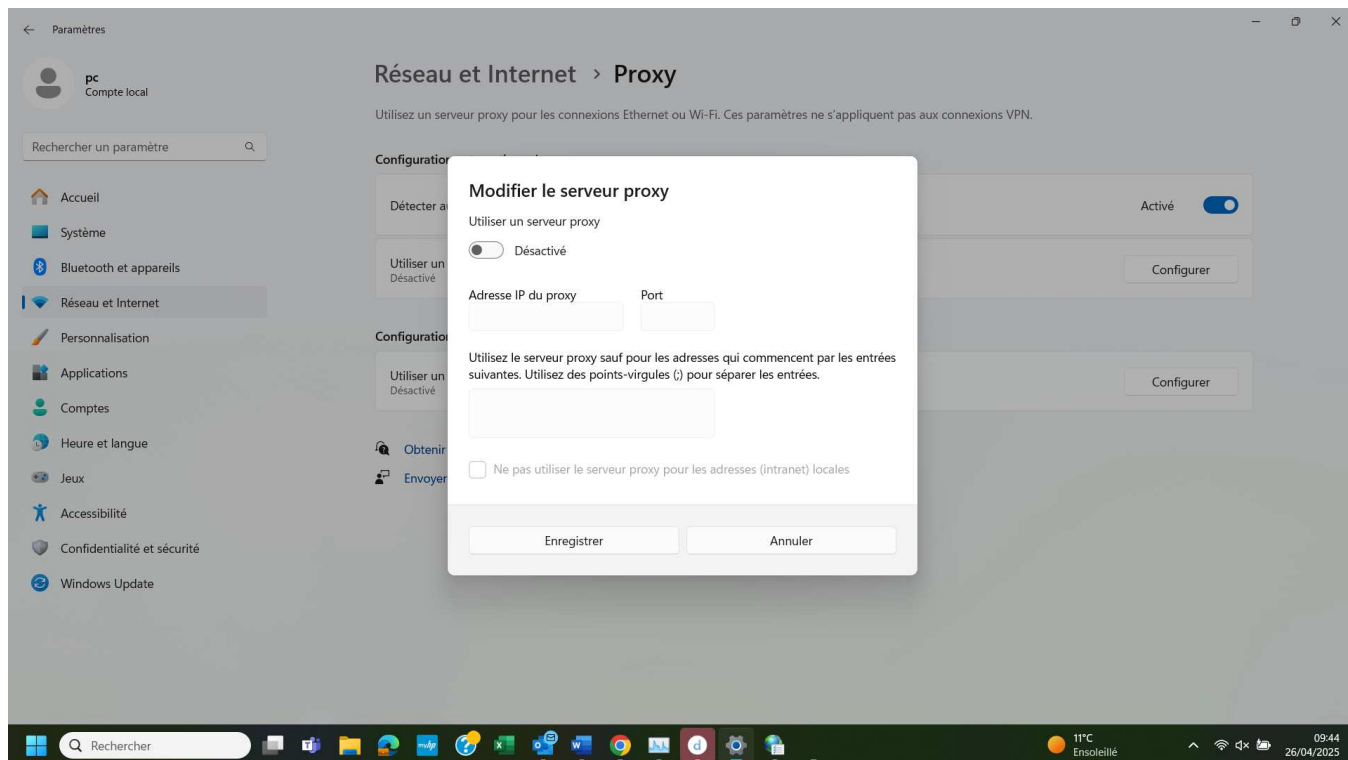 Paramètres
pc
Compte local
Rechercher un paramètre
Accueil
Système
Bluetooth et appareils
Réseau et Internet
Personnalisation
Applications
Comptes
Heure et langue
Jeux
Accessibilité
Confidentialité et sécurité
Windows Update
Réseau et Internet > Proxy
Utilisez un serveur proxy pour les connexions Ethernet ou Wi-Fi. Ces paramètres ne s'appliquent pas aux connexions VPN.
Configuration
Détecter
Activé
Utiliser un
Désactivé
Configurer
Configuration
Utiliser un
Désactivé
Configurer
Obtenir
Envoyer
Modifier le serveur proxy
Utiliser un serveur proxy
Désactivé
Adresse IP du proxy Port
Utilisez le serveur proxy sauf pour les adresses qui commencent par les entrées
suivantes. Utilisez des points-virgules (;) pour séparer les entrées.
Ne pas utiliser le serveur proxy pour les adresses (intranet) locales
Enregistrer Annuler
Rechercher
11°C
Ensoleillé
09:44
26/04/2025